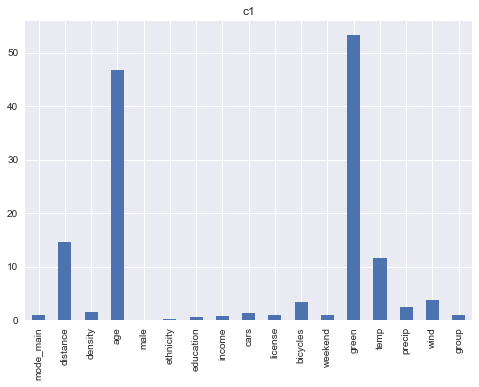 c1
50
40
30
20
10
0
mode_main
distance
density
age
male
ethnicity
education
income
cars
license
bicycles
weekend
green
temp
precip
wind
group